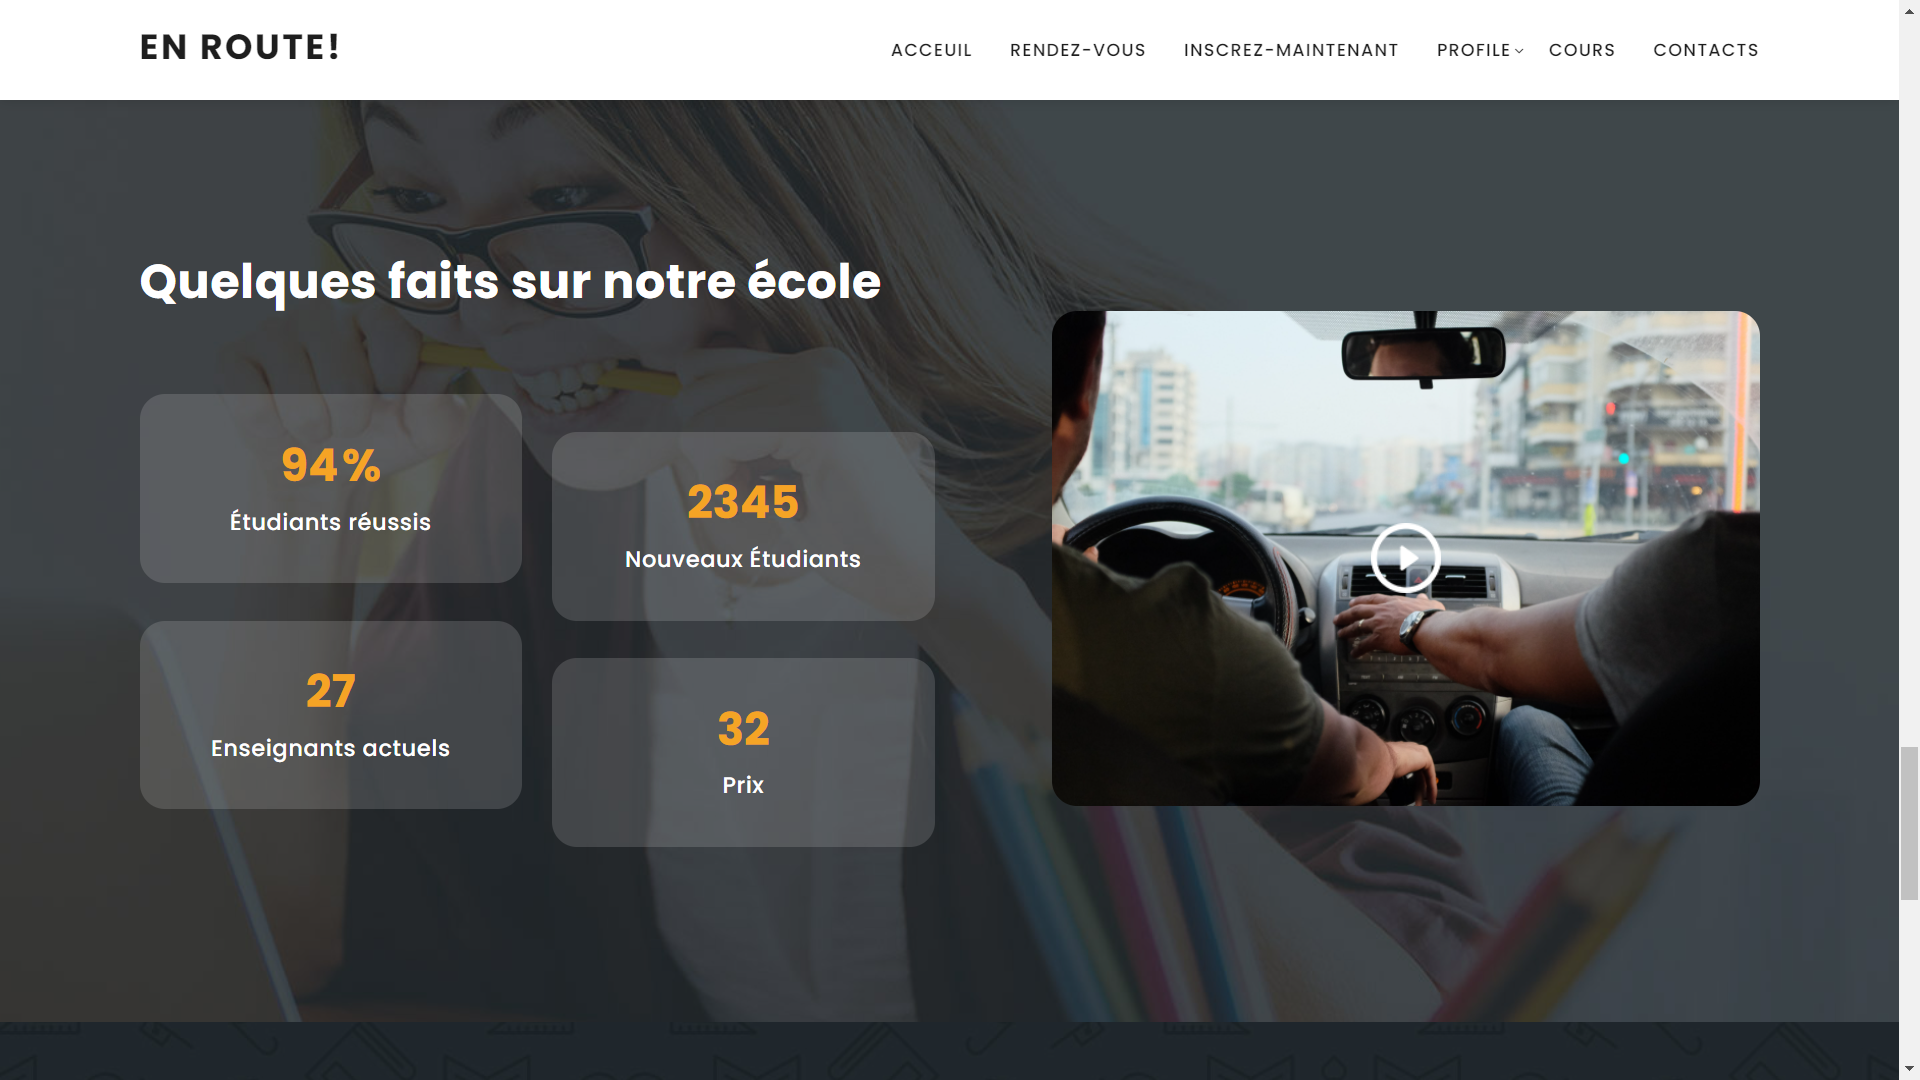 EN ROUTE!
ACCEUIL RENDEZ-VOUS INSCREZ-MAINTENANT PROFILE COURS CONTACTS
Quelques faits sur notre école
94%
Étudiants réussis
2345
Nouveaux Étudiants
27
Enseignants actuels
32
Prix